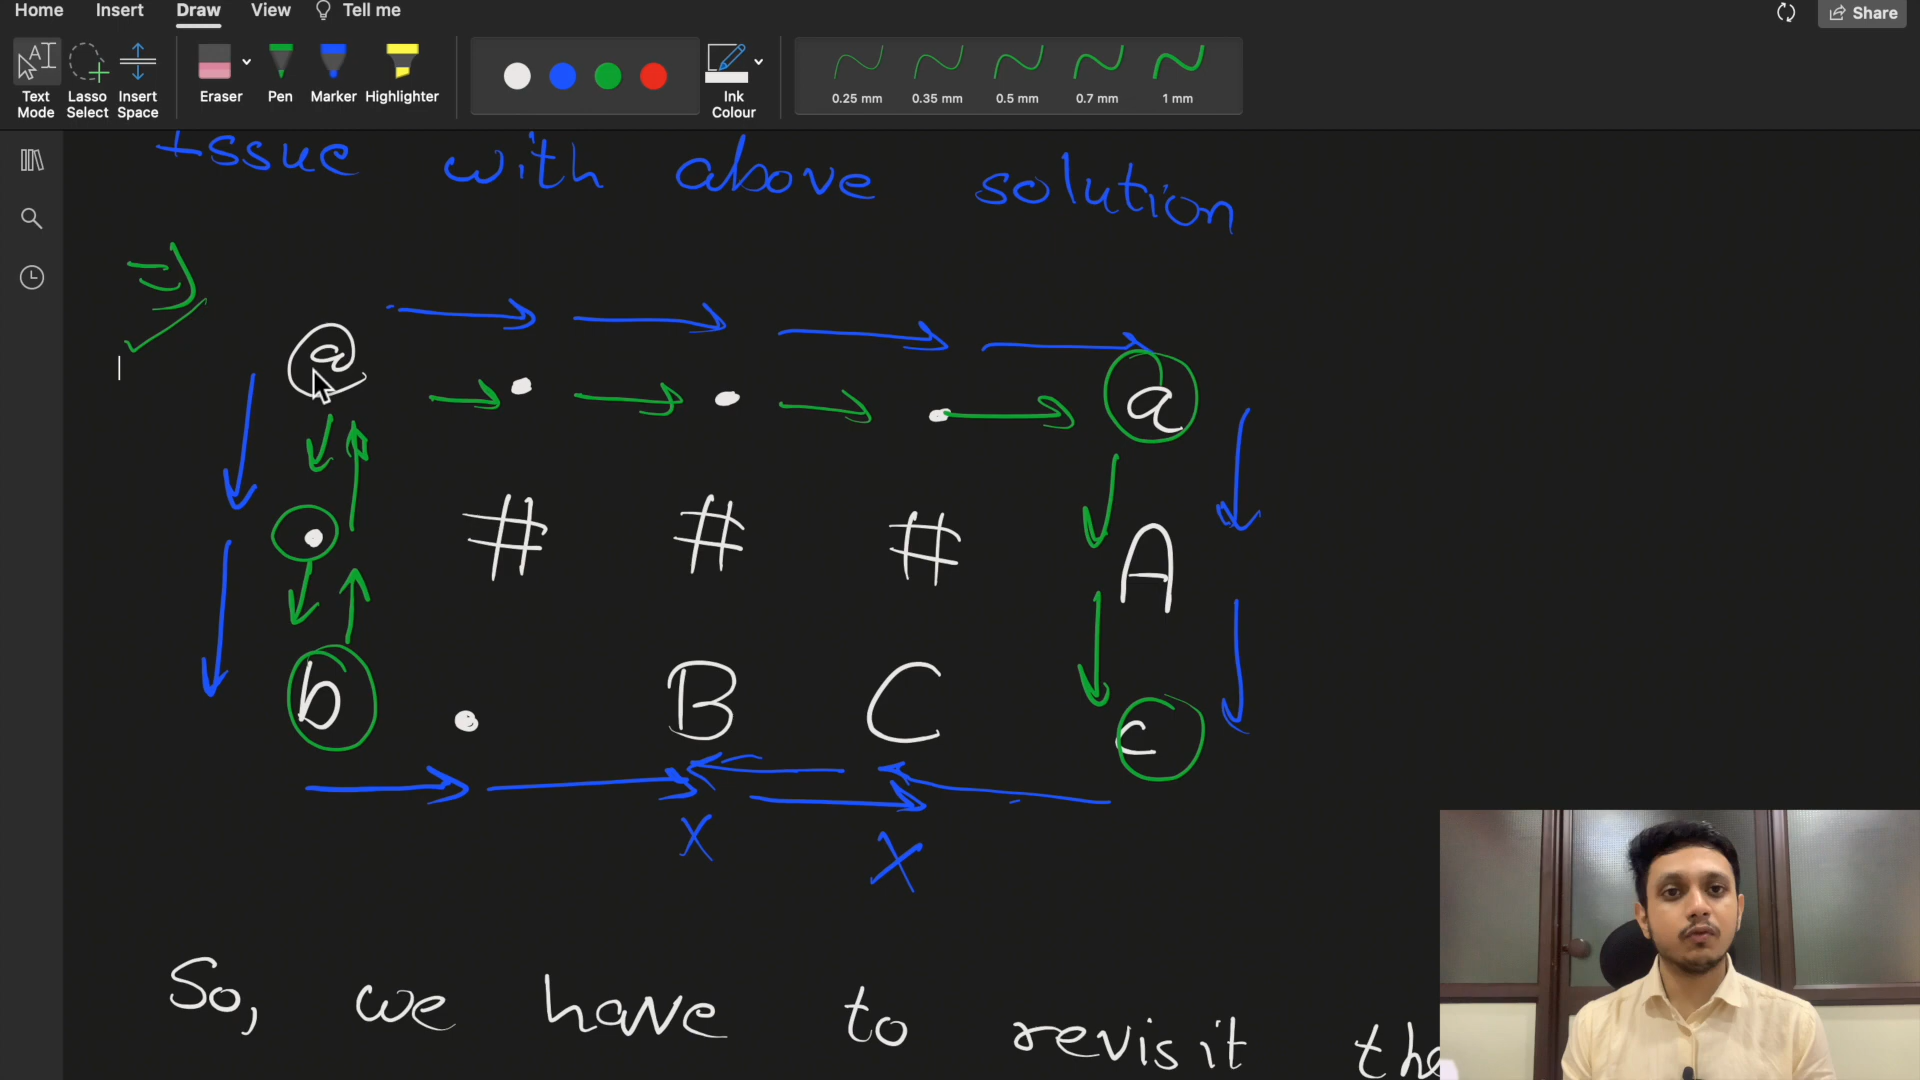 Home Insert Draw View Tell me Share
Text Mode Lasso Select Insert Space Eraser Pen Marker Highlighter Ink Colour 0.25 mm 0.35 mm 0.5 mm 0.7 mm 1 mm
Issue with above solution
@ . . . a
. # # # A
b . B C c
X X
So, we have to revisit the